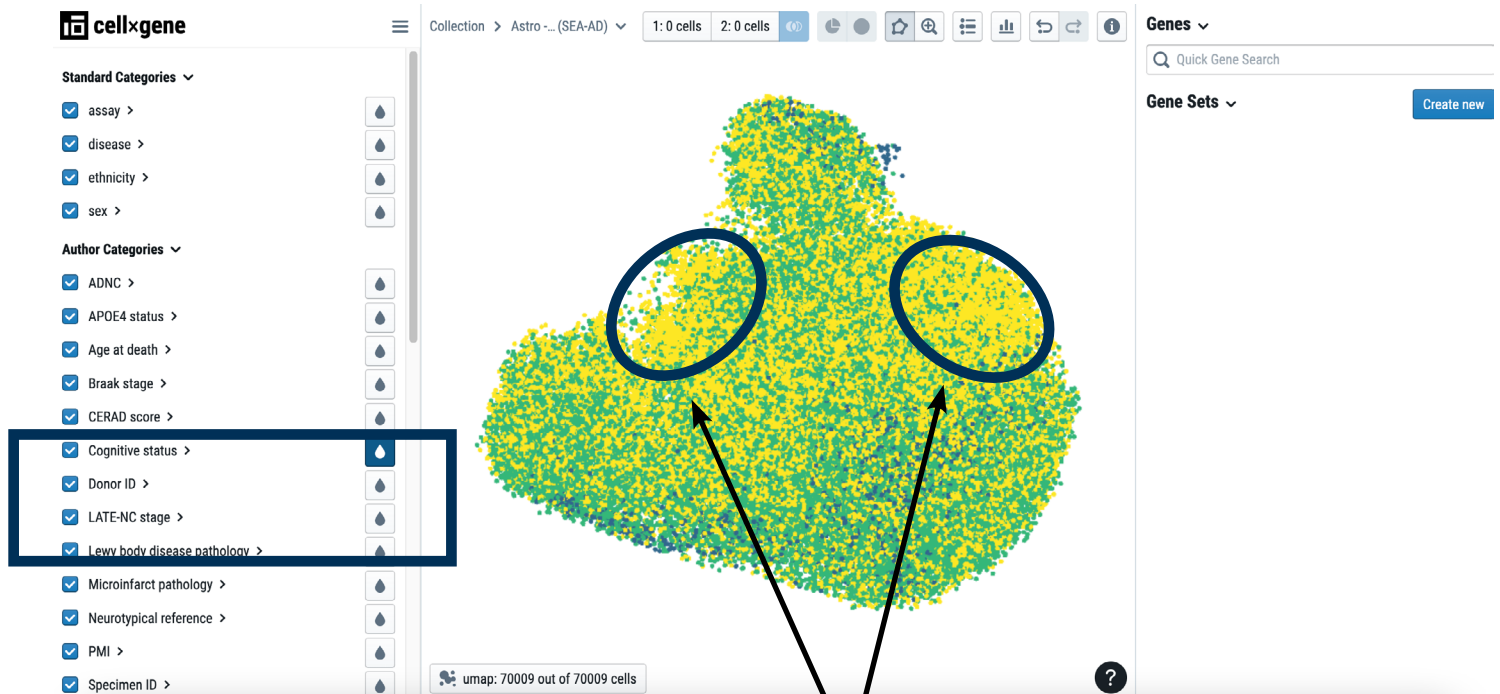 cell×gene
Collection > Astro -... (SEA-AD)
1: 0 cells
2: 0 cells
Standard Categories
assay >
disease >
ethnicity >
sex >
Author Categories
ADNC >
APOE4 status >
Age at death >
Braak stage >
CERAD score >
Cognitive status >
Donor ID >
LATE-NC stage >
Lewy body disease pathology >
Microinfarct pathology >
Neurotypical reference >
PMI >
Specimen ID >
umap: 70009 out of 70009 cells
?
Genes
Quick Gene Search
Gene Sets
Create new